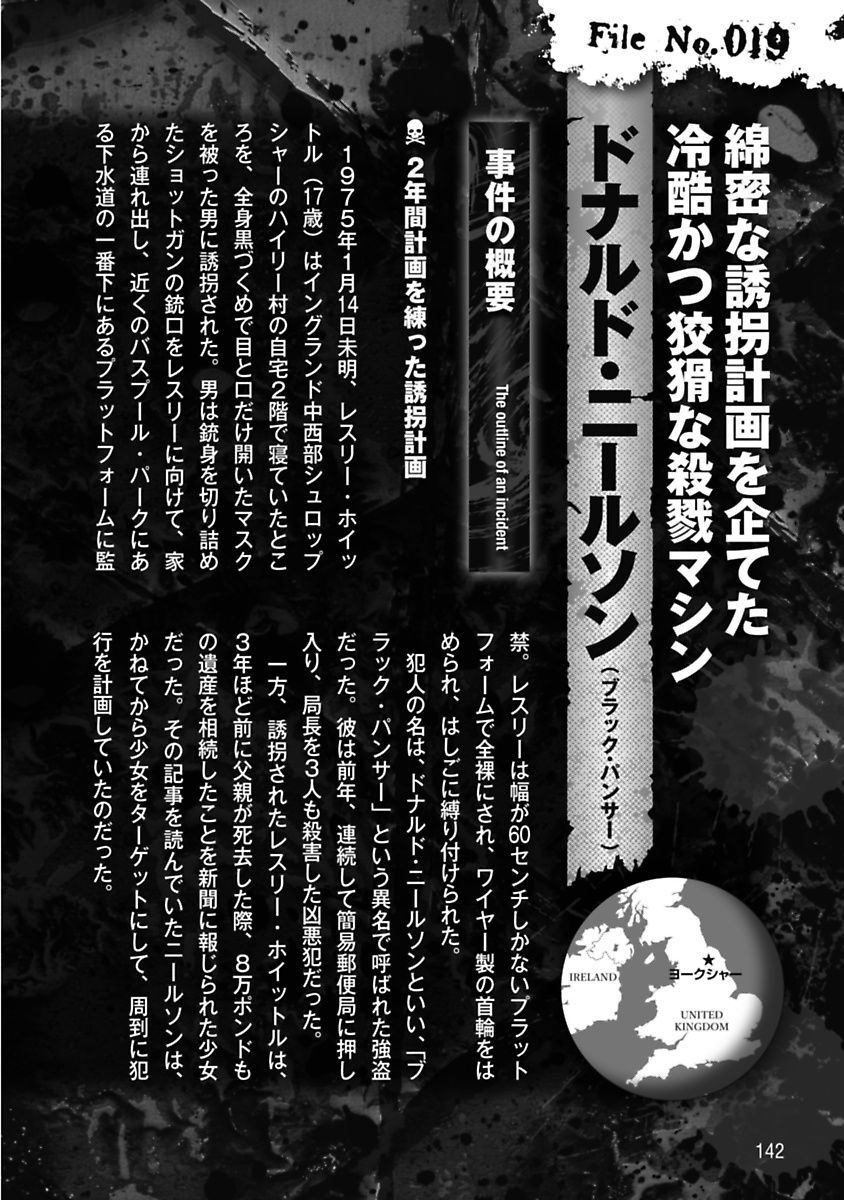 File No.019
綿密な誘拐計画を企てた
冷酷かつ狡猾な殺戮マシン
ドナルド・ニールソン（ブラック・パンサー）
事件の概要 The outline of an incident
2年間計画を練った誘拐計画
　1975年1月14日未明、レスリー・ホイッ
トル（17歳）はイングランド中西部シュロップ
シャーのハイリー村の自宅2階で寝ていたとこ
ろを、全身黒づくめで目と口だけ開いたマスク
を被った男に誘拐された。男は銃身を切り詰め
たショットガンの銃口をレスリーに向けて、家
から連れ出し、近くのバスプール・パークにあ
る下水道の一番下にあるプラットフォームに監
禁。レスリーは幅が60センチしかないプラット
フォームで全裸にされ、ワイヤー製の首輪をは
められ、はしごに縛り付けられた。
　犯人の名は、ドナルド・ニールソンといい、「ブ
ラック・パンサー」という異名で呼ばれた強盗
だった。彼は前年、連続して簡易郵便局に押し
入り、局長を3人も殺害した凶悪犯だった。
　一方、誘拐されたレスリー・ホイットルは、
3年ほど前に父親が死去した際、8万ポンドも
の遺産を相続したことを新聞に報じられた少女
だった。その記事を読んでいたニールソンは、
かねてから少女をターゲットにして、周到に犯
行を計画していたのだった。
IRELAND
ヨークシャー
UNITED
KINGDOM
142